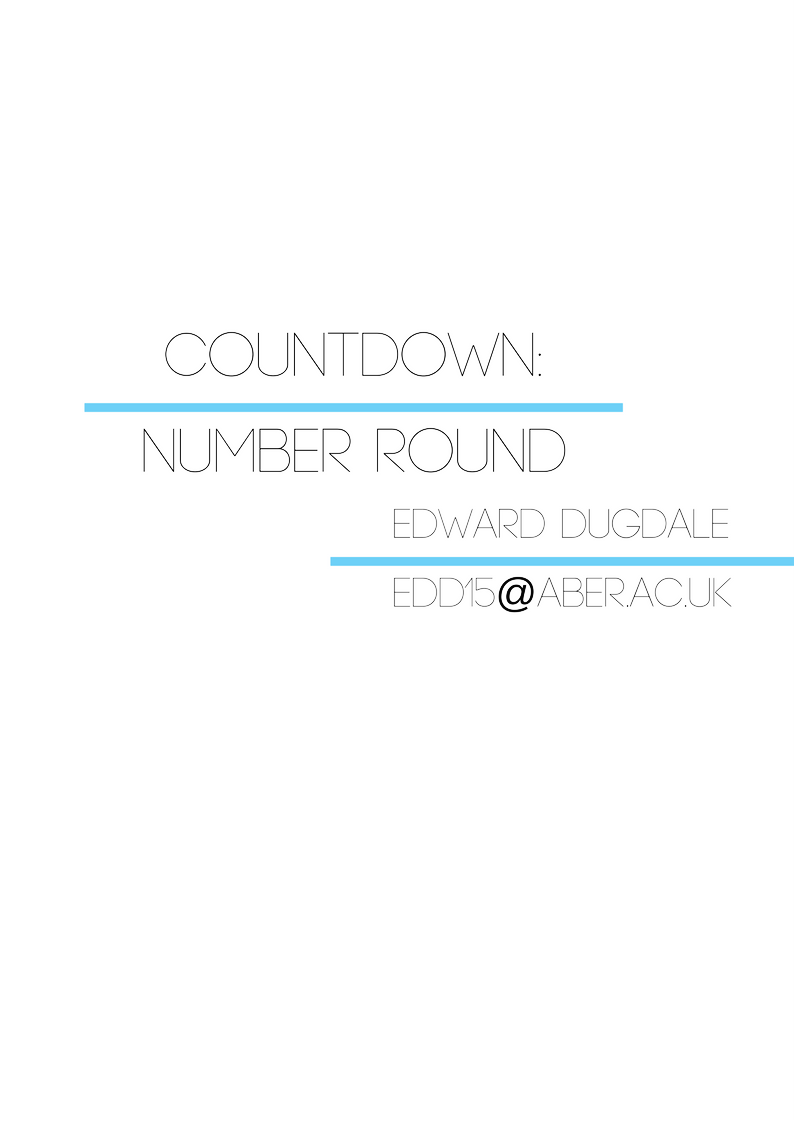 COUNTDOWN:
NUMBER ROUND
EDWARD DUGDALE
EDD15@ABER.AC.UK